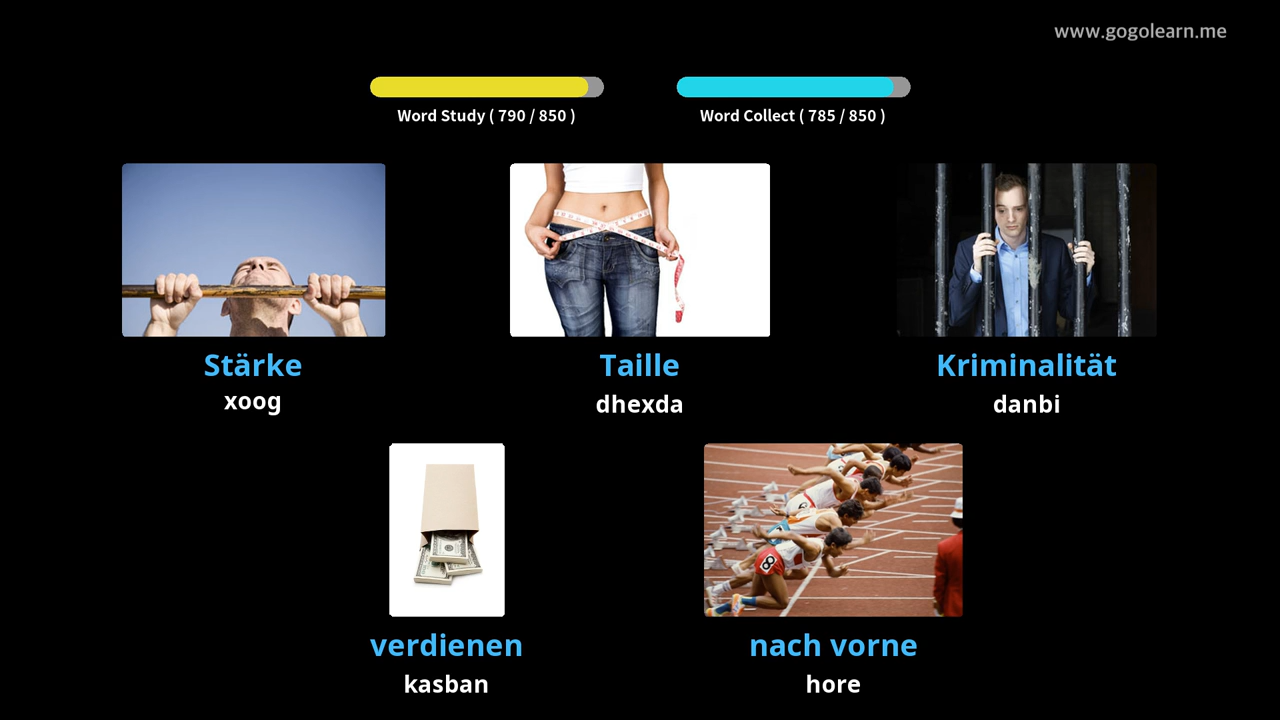 www.gogolearn.me
Word Study ( 790 / 850 )
Word Collect ( 785 / 850 )
Stärke
xoog
Taille
dhexda
Kriminalität
danbi
verdienen
kasban
nach vorne
hore